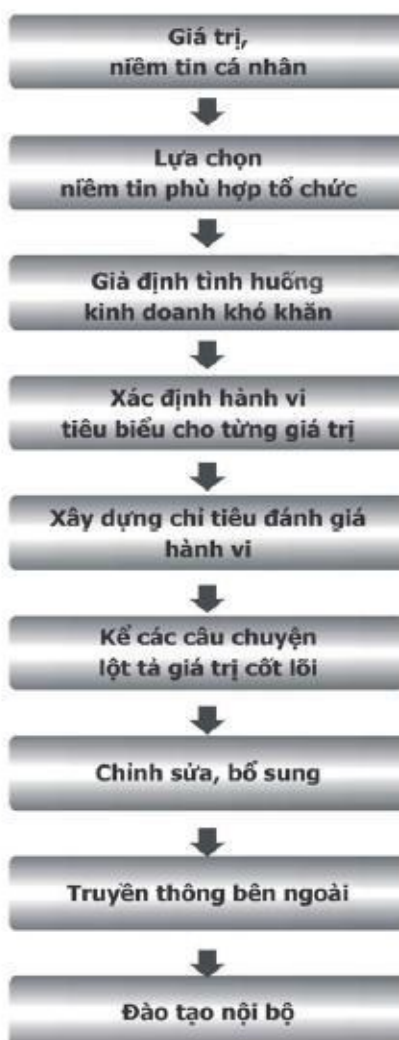 Giá trị,
niềm tin cá nhân
Lựa chọn
niềm tin phù hợp tổ chức
Giả định tình huống
kinh doanh khó khăn
Xác định hành vi
tiêu biểu cho từng giá trị
Xây dựng chỉ tiêu đánh giá
hành vi
Kể các câu chuyện
lột tả giá trị cốt lõi
Chỉnh sửa, bổ sung
Truyền thông bên ngoài
Đào tạo nội bộ